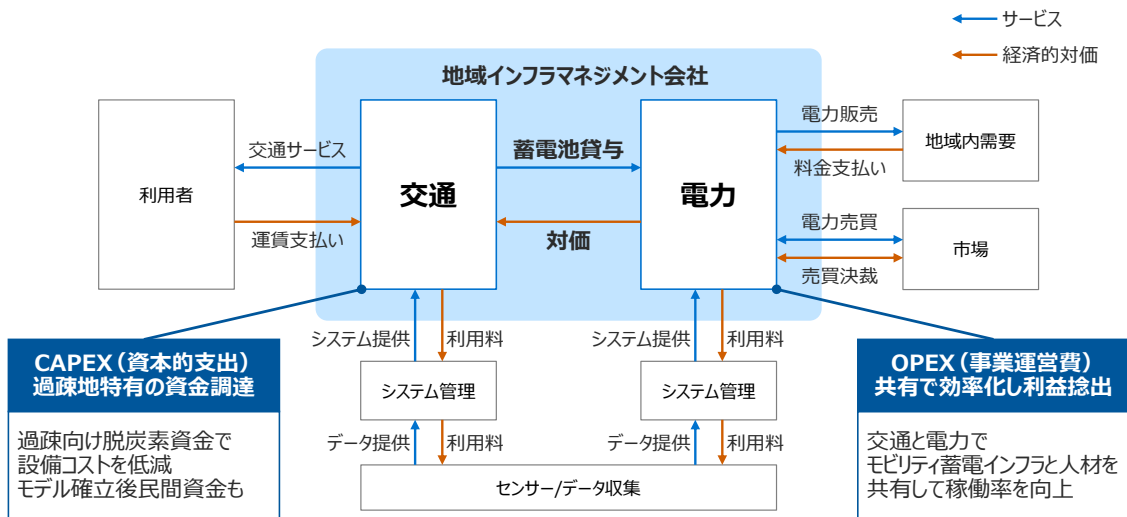 サービス
経済的対価
地域インフラマネジメント会社
利用者
交通サービス
運賃支払い
交通
蓄電池貸与
対価
電力
電力販売
料金支払い
地域内需要
電力売買
売買決裁
市場
システム提供
利用料
システム提供
利用料
システム管理
システム管理
データ提供
利用料
データ提供
利用料
センサー/データ収集
CAPEX（資本的支出）
過疎地特有の資金調達
過疎向け脱炭素資金で
設備コストを低減
モデル確立後民間資金も
OPEX（事業運営費）
共有で効率化し利益捻出
交通と電力で
モビリティ蓄電インフラと人材を
共有して稼働率を向上